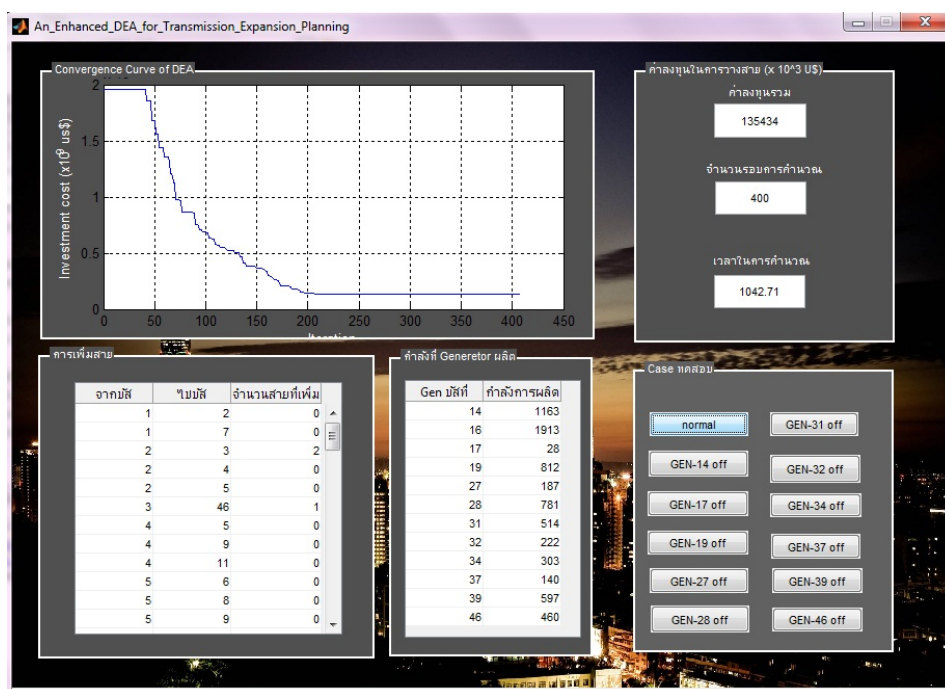 An_Enhanced_DEA_for_Transmission_Expansion_Planning
Convergence Curve of DEA
Investment cost (x10^9 us$)
2
1.5
1
0.5
0
0 50 100 150 200 250 300 350 400 450
Iteration
ค่าลงทุนในการวางสาย (x 10^3 U$)
ค่าลงทุนรวม
135434
จำนวนรอบการคำนวณ
400
เวลาในการคำนวณ
1042.71
การเพิ่มสาย
จากบัส ไปบัส จำนวนสายที่เพิ่ม
1 2 0
1 7 0
2 3 2
2 4 0
2 5 0
3 46 1
4 5 0
4 9 0
4 11 0
5 6 0
5 8 0
5 9 0
กำลังที่ Generetor ผลิต
Gen บัสที่ กำลังการผลิต
14 1163
16 1913
17 28
19 812
27 187
28 781
31 514
32 222
34 303
37 140
39 597
46 460
Case ทดสอบ
normal GEN-31 off
GEN-14 off GEN-32 off
GEN-17 off GEN-34 off
GEN-19 off GEN-37 off
GEN-27 off GEN-39 off
GEN-28 off GEN-46 off